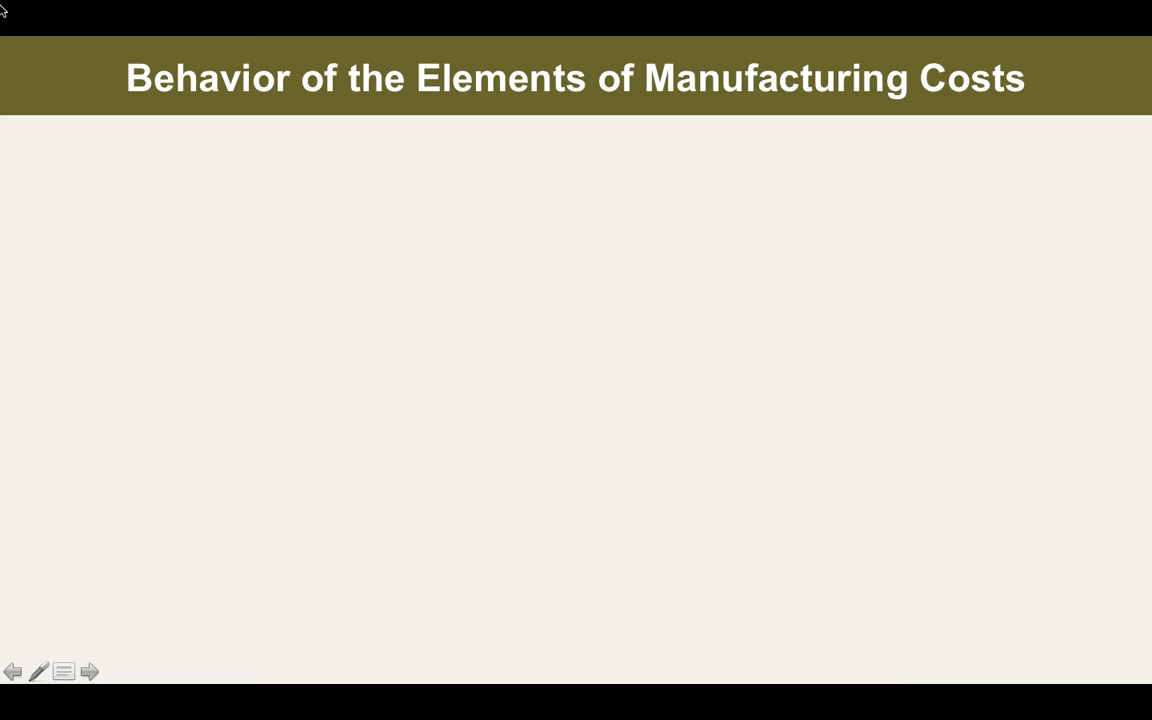 Behavior of the Elements of Manufacturing Costs